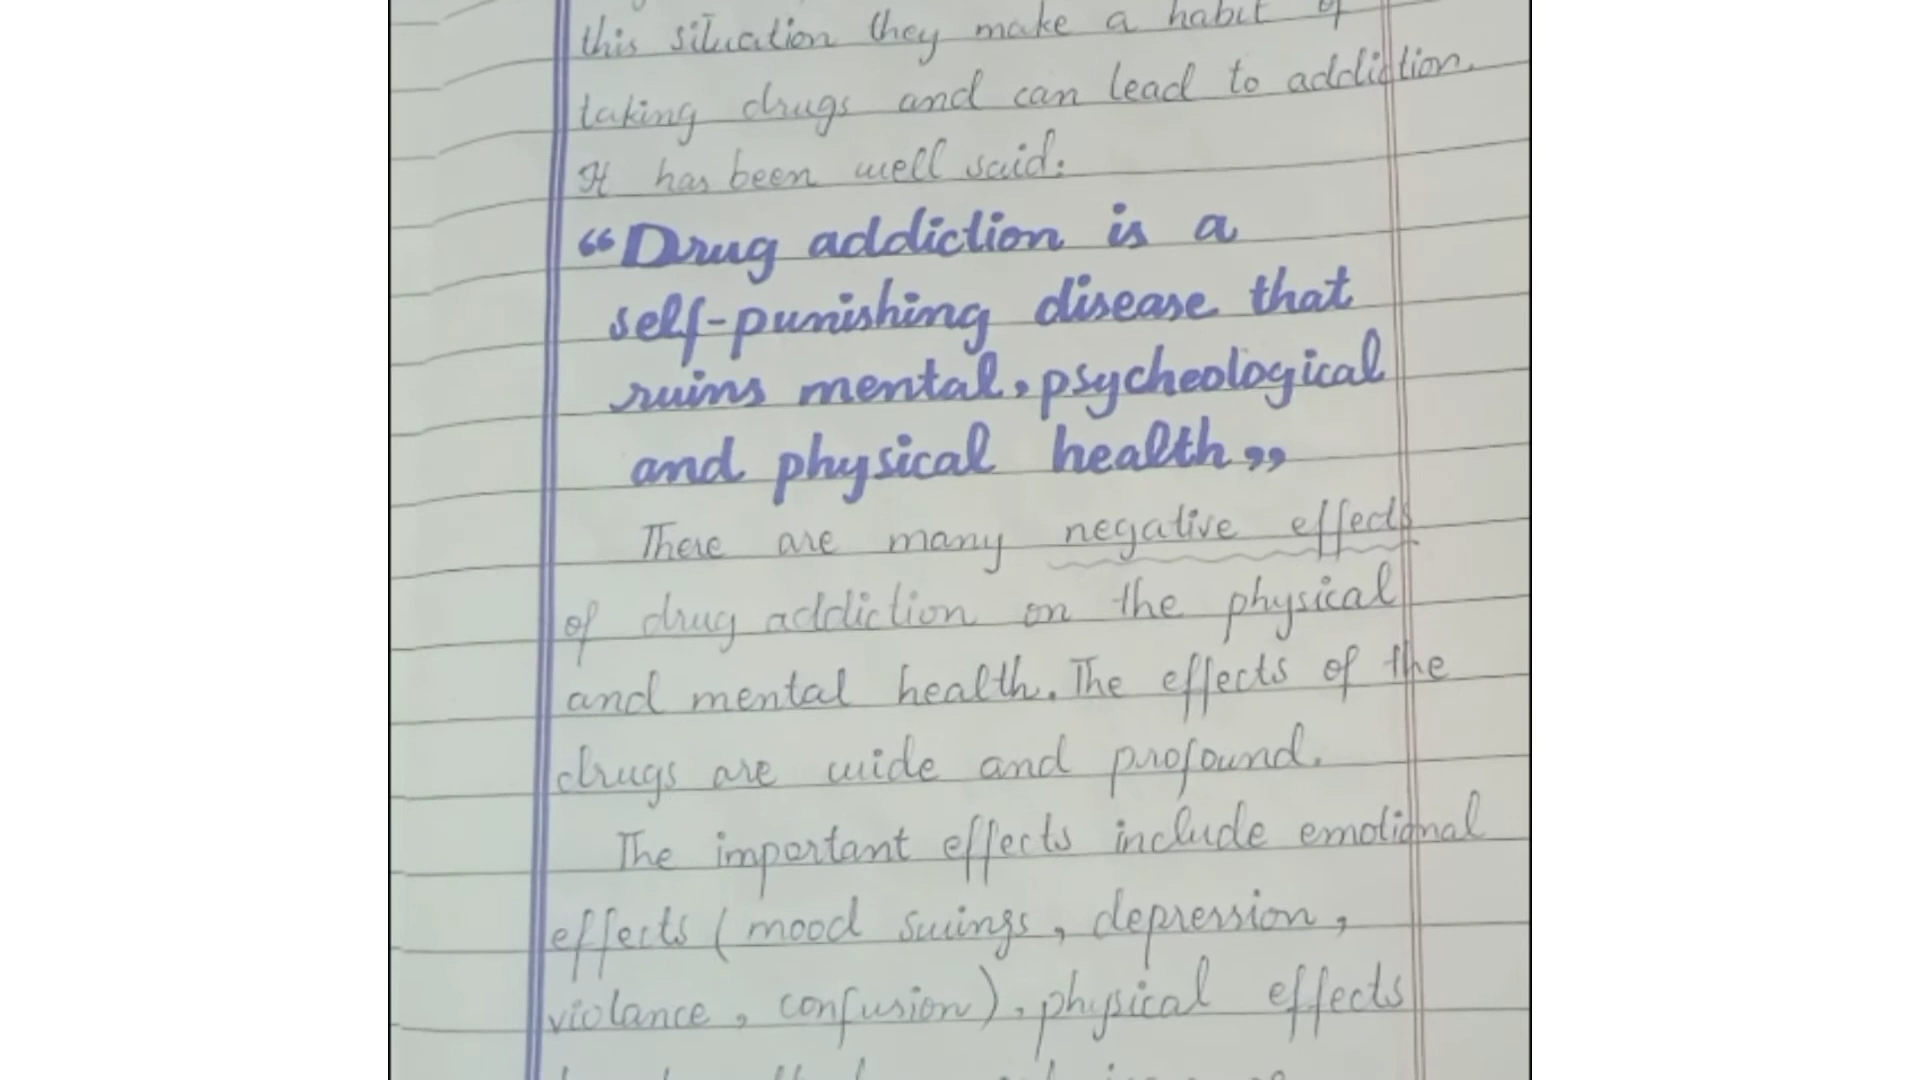 this situation they make a habit of
taking drugs and can lead to addiction.
It has been well said:
“Drug addiction is a
self-punishing disease that
ruins mental, psycheological
and physical health”
There are many negative effects
of drug addiction on the physical
and mental health. The effects of the
drugs are wide and profound.
The important effects include emotional
effects (mood swings, depression,
violance, confusion), physical effects